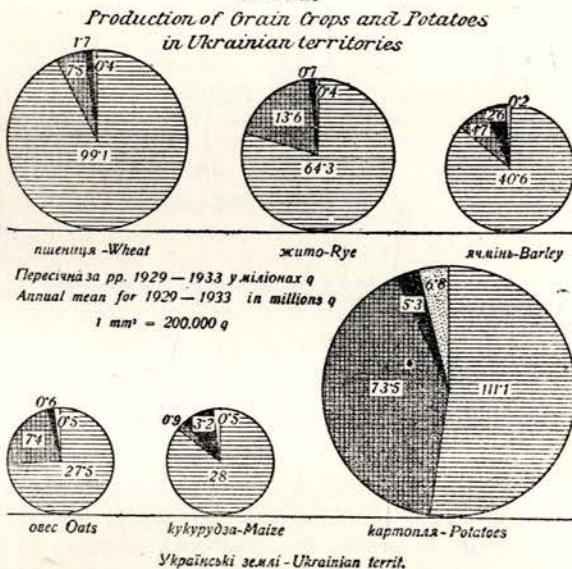 Production of Grain Crops and Potatoes
in Ukrainian territories
1·7
7·5
0·4
99·1
0·7
0·4
13·6
64·3
0·2
2·6
4·7
40·6
пшениця - Wheat
жито - Rye
ячмінь - Barley
Пересічна за рр. 1929 — 1933 у міліонах q
Annual mean for 1929 — 1933 in millions q
1 mm² = 200.000 q
6·8
5·3
73·5
111·1
0·6
0·5
7·4
27·5
0·9
3·2
0·5
28
овес Oats
кукурудза - Maize
картопля - Potatoes
Українські землі - Ukrainian territ.